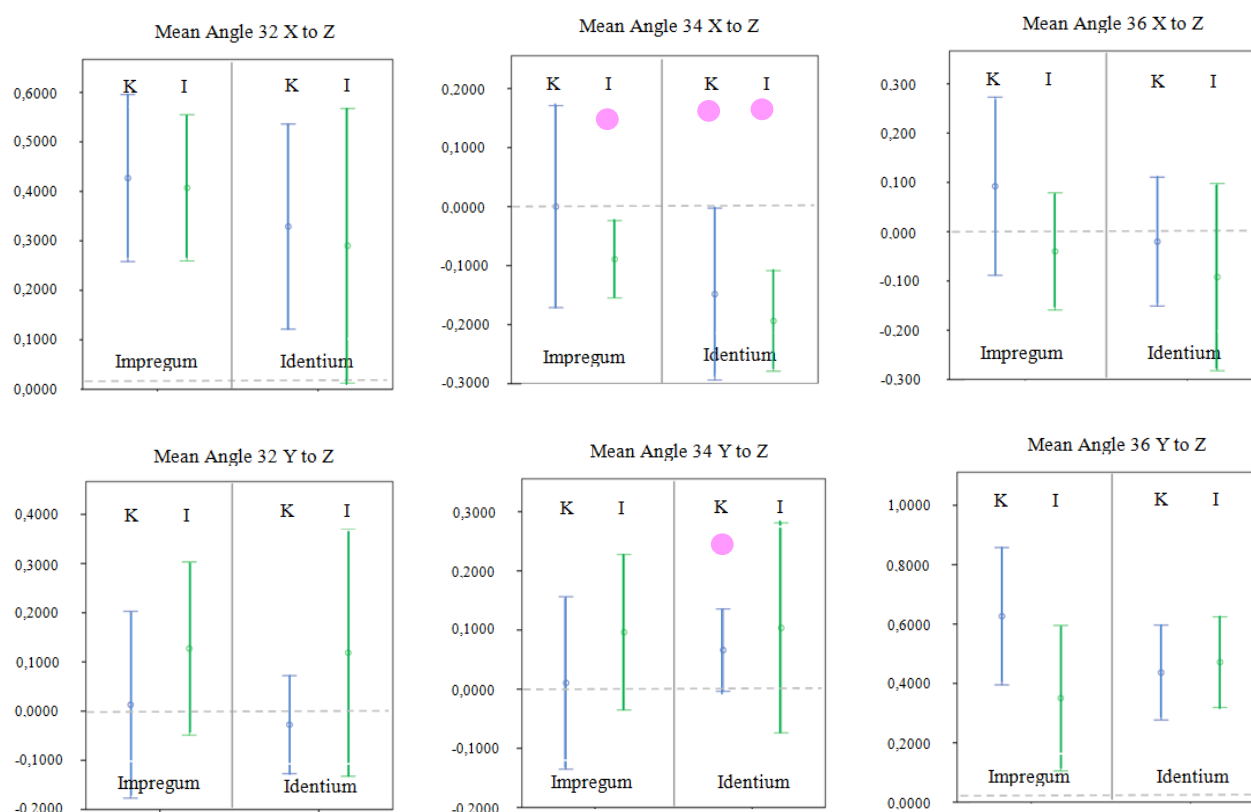 Mean Angle 32 X to Z
0,6000
0,5000
0,4000
0,3000
0,2000
0,1000
0,0000
K I K I
Impregum Identium
Mean Angle 34 X to Z
0,2000
0,1000
0,0000
-0,1000
-0,2000
-0.3000
K I K I
Impregum Identium
Mean Angle 36 X to Z
0,300
0,200
0.100
0.000
-0.100
-0.200
-0.300
K I K I
Impregum Identium
Mean Angle 32 Y to Z
0,4000
0,3000
0,2000
0,1000
0,0000
-0,1000
-0.2000
K I K I
Impregum Identium
Mean Angle 34 Y to Z
0,3000
0,2000
0,1000
0,0000
-0,1000
-0.2000
K I K I
Impregum Identium
Mean Angle 36 Y to Z
1,0000
0.8000
0,6000
0,4000
0,2000
0.0000
K I K I
Impregum Identium